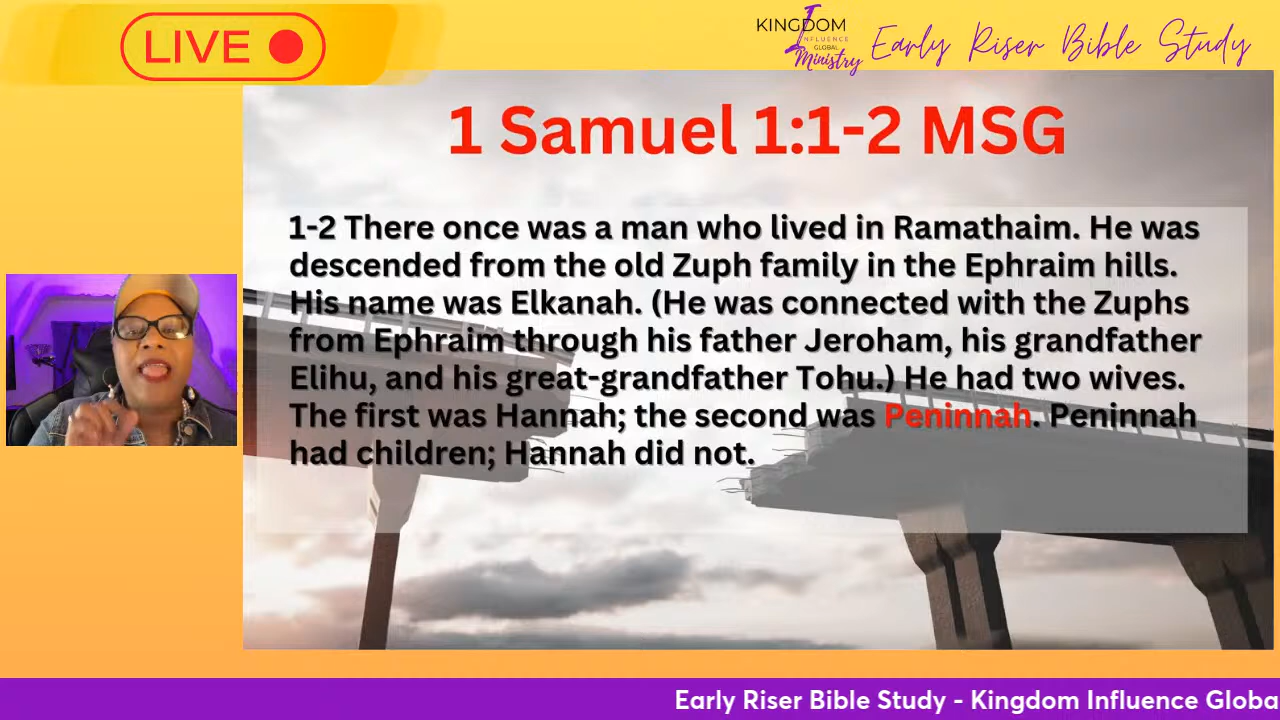 LIVE
KINGDOM
INFLUENCE
GLOBAL
Ministry
Early Riser Bible Study
1 Samuel 1:1-2 MSG
1-2 There once was a man who lived in Ramathaim. He was
descended from the old Zuph family in the Ephraim hills.
His name was Elkanah. (He was connected with the Zuphs
from Ephraim through his father Jeroham, his grandfather
Elihu, and his great-grandfather Tohu.) He had two wives.
The first was Hannah; the second was Peninnah. Peninnah
had children; Hannah did not.
Early Riser Bible Study - Kingdom Influence Globa